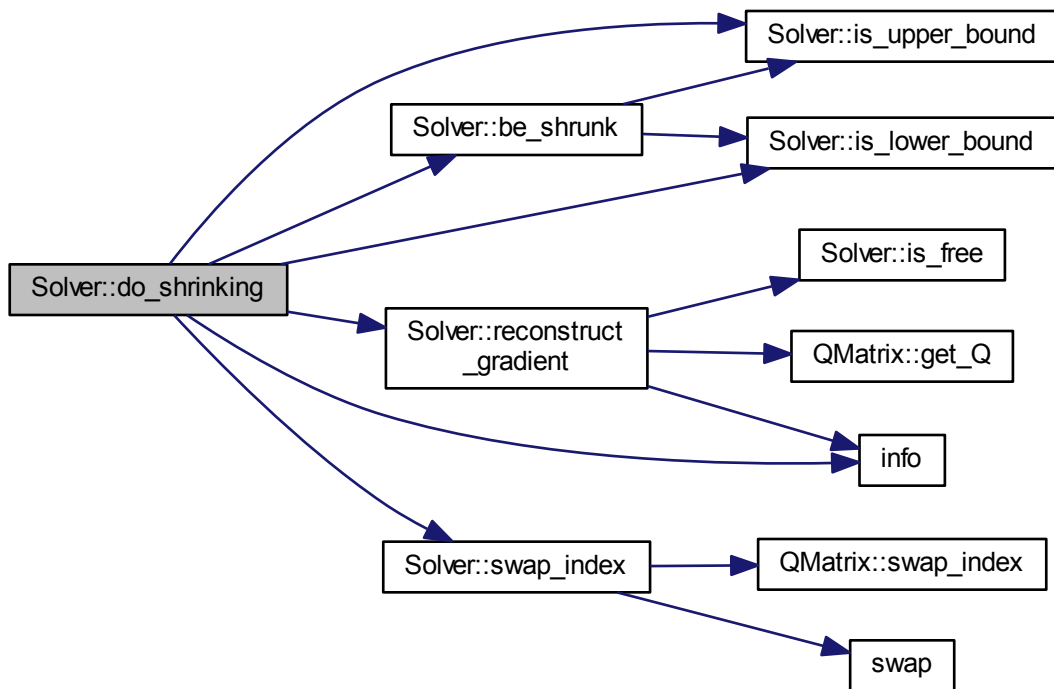 Solver::is_upper_bound
Solver::be_shrunk
Solver::is_lower_bound
Solver::is_free
Solver::do_shrinking
Solver::reconstruct
_gradient
QMatrix::get_Q
info
Solver::swap_index
QMatrix::swap_index
swap